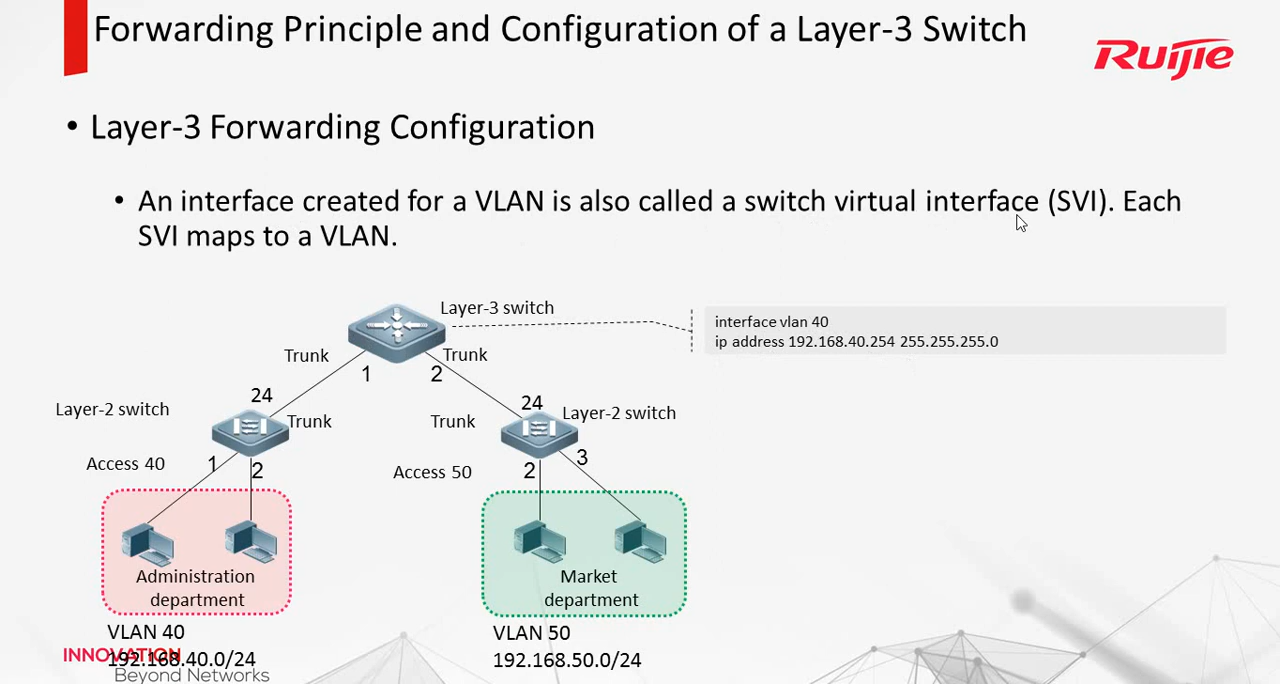 Forwarding Principle and Configuration of a Layer-3 Switch
Ruijie
• Layer-3 Forwarding Configuration
• An interface created for a VLAN is also called a switch virtual interface (SVI). Each
SVI maps to a VLAN.
Layer-3 switch
interface vlan 40
ip address 192.168.40.254 255.255.255.0
Trunk
Trunk
1
2
24
24
Layer-2 switch
Layer-2 switch
Trunk
Trunk
Access 40
1
2
Access 50
2
3
Administration
department
Market
department
VLAN 40
192.168.40.0/24
VLAN 50
192.168.50.0/24
INNOVATION
Beyond Networks